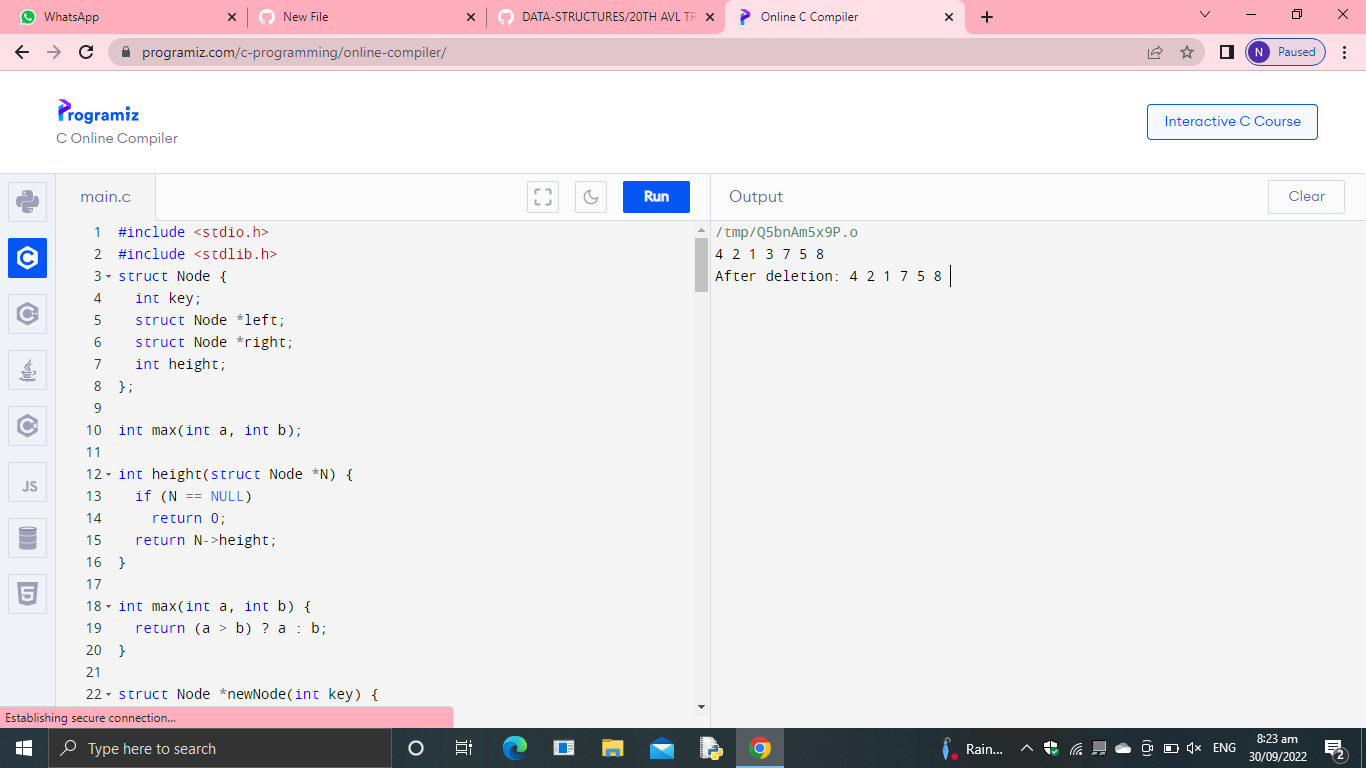 WhatsApp
New File
DATA-STRUCTURES/20TH AVL TR
Online C Compiler
programiz.com/c-programming/online-compiler/
N Paused
Programiz
C Online Compiler
Interactive C Course
main.c
Run
Output
Clear
1 #include <stdio.h>
2 #include <stdlib.h>
3 struct Node {
4 int key;
5 struct Node *left;
6 struct Node *right;
7 int height;
8 };
9
10 int max(int a, int b);
11
12 int height(struct Node *N) {
13 if (N == NULL)
14 return 0;
15 return N->height;
16 }
17
18 int max(int a, int b) {
19 return (a > b) ? a : b;
20 }
21
22 struct Node *newNode(int key) {
/tmp/Q5bnAm5x9P.o
4 2 1 3 7 5 8
After deletion: 4 2 1 7 5 8
JS
Establishing secure connection...
Type here to search
Rain...
ENG
8:23 am
30/09/2022
2